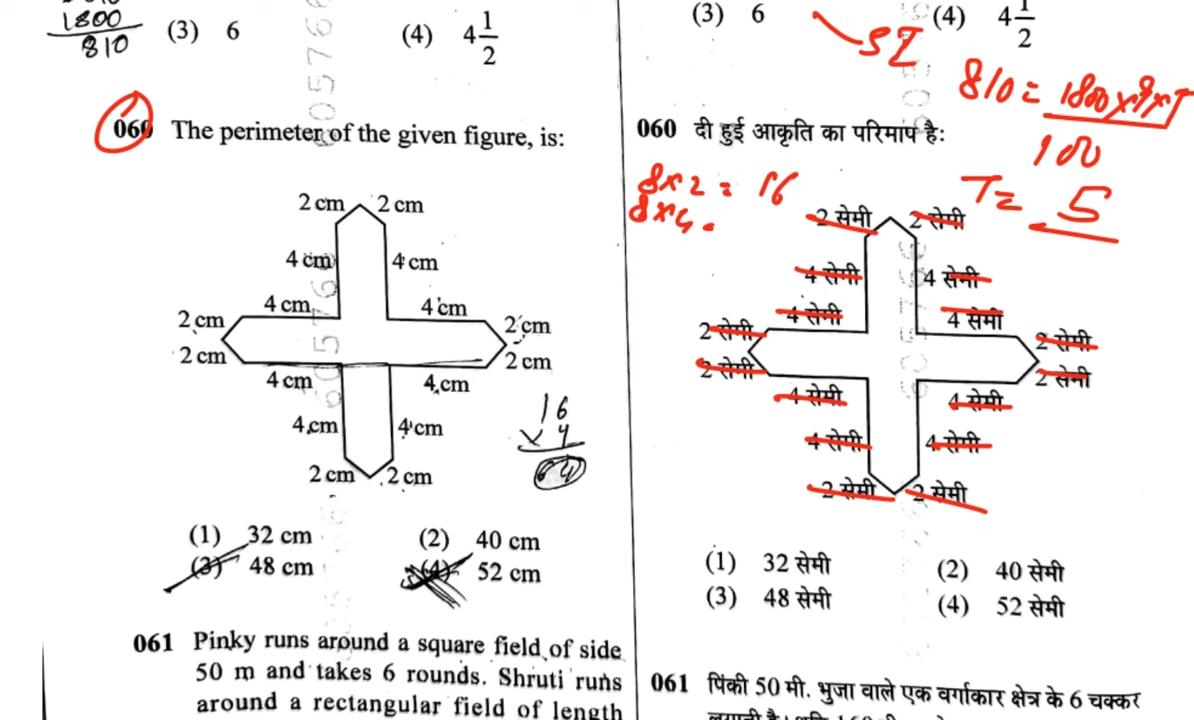 1800
810
(3) 6
(4) 4 1/2
060 The perimeter of the given figure, is:
2 cm 2 cm
4 cm 4 cm
4 cm 4 cm
2 cm 2 cm
2 cm 2 cm
4 cm 4 cm
4 cm 4 cm
2 cm 2 cm
16
× 4
64
(1) 32 cm
(2) 40 cm
(3) 48 cm
(4) 52 cm
061 Pinky runs around a square field of side
50 m and takes 6 rounds. Shruti runs
around a rectangular field of length
(3) 6
(4) 4 1/2
810 = 1800×9×T
100
T = 5
060 दी हुई आकृति का परिमाप है:
8×2 = 16
8×4
2 सेमी 2 सेमी
4 सेमी 4 सेमी
4 सेमी 4 सेमी
2 सेमी 2 सेमी
2 सेमी 2 सेमी
4 सेमी 4 सेमी
4 सेमी 4 सेमी
2 सेमी 2 सेमी
(1) 32 सेमी
(2) 40 सेमी
(3) 48 सेमी
(4) 52 सेमी
061 पिंकी 50 मी. भुजा वाले एक वर्गाकार क्षेत्र के 6 चक्कर